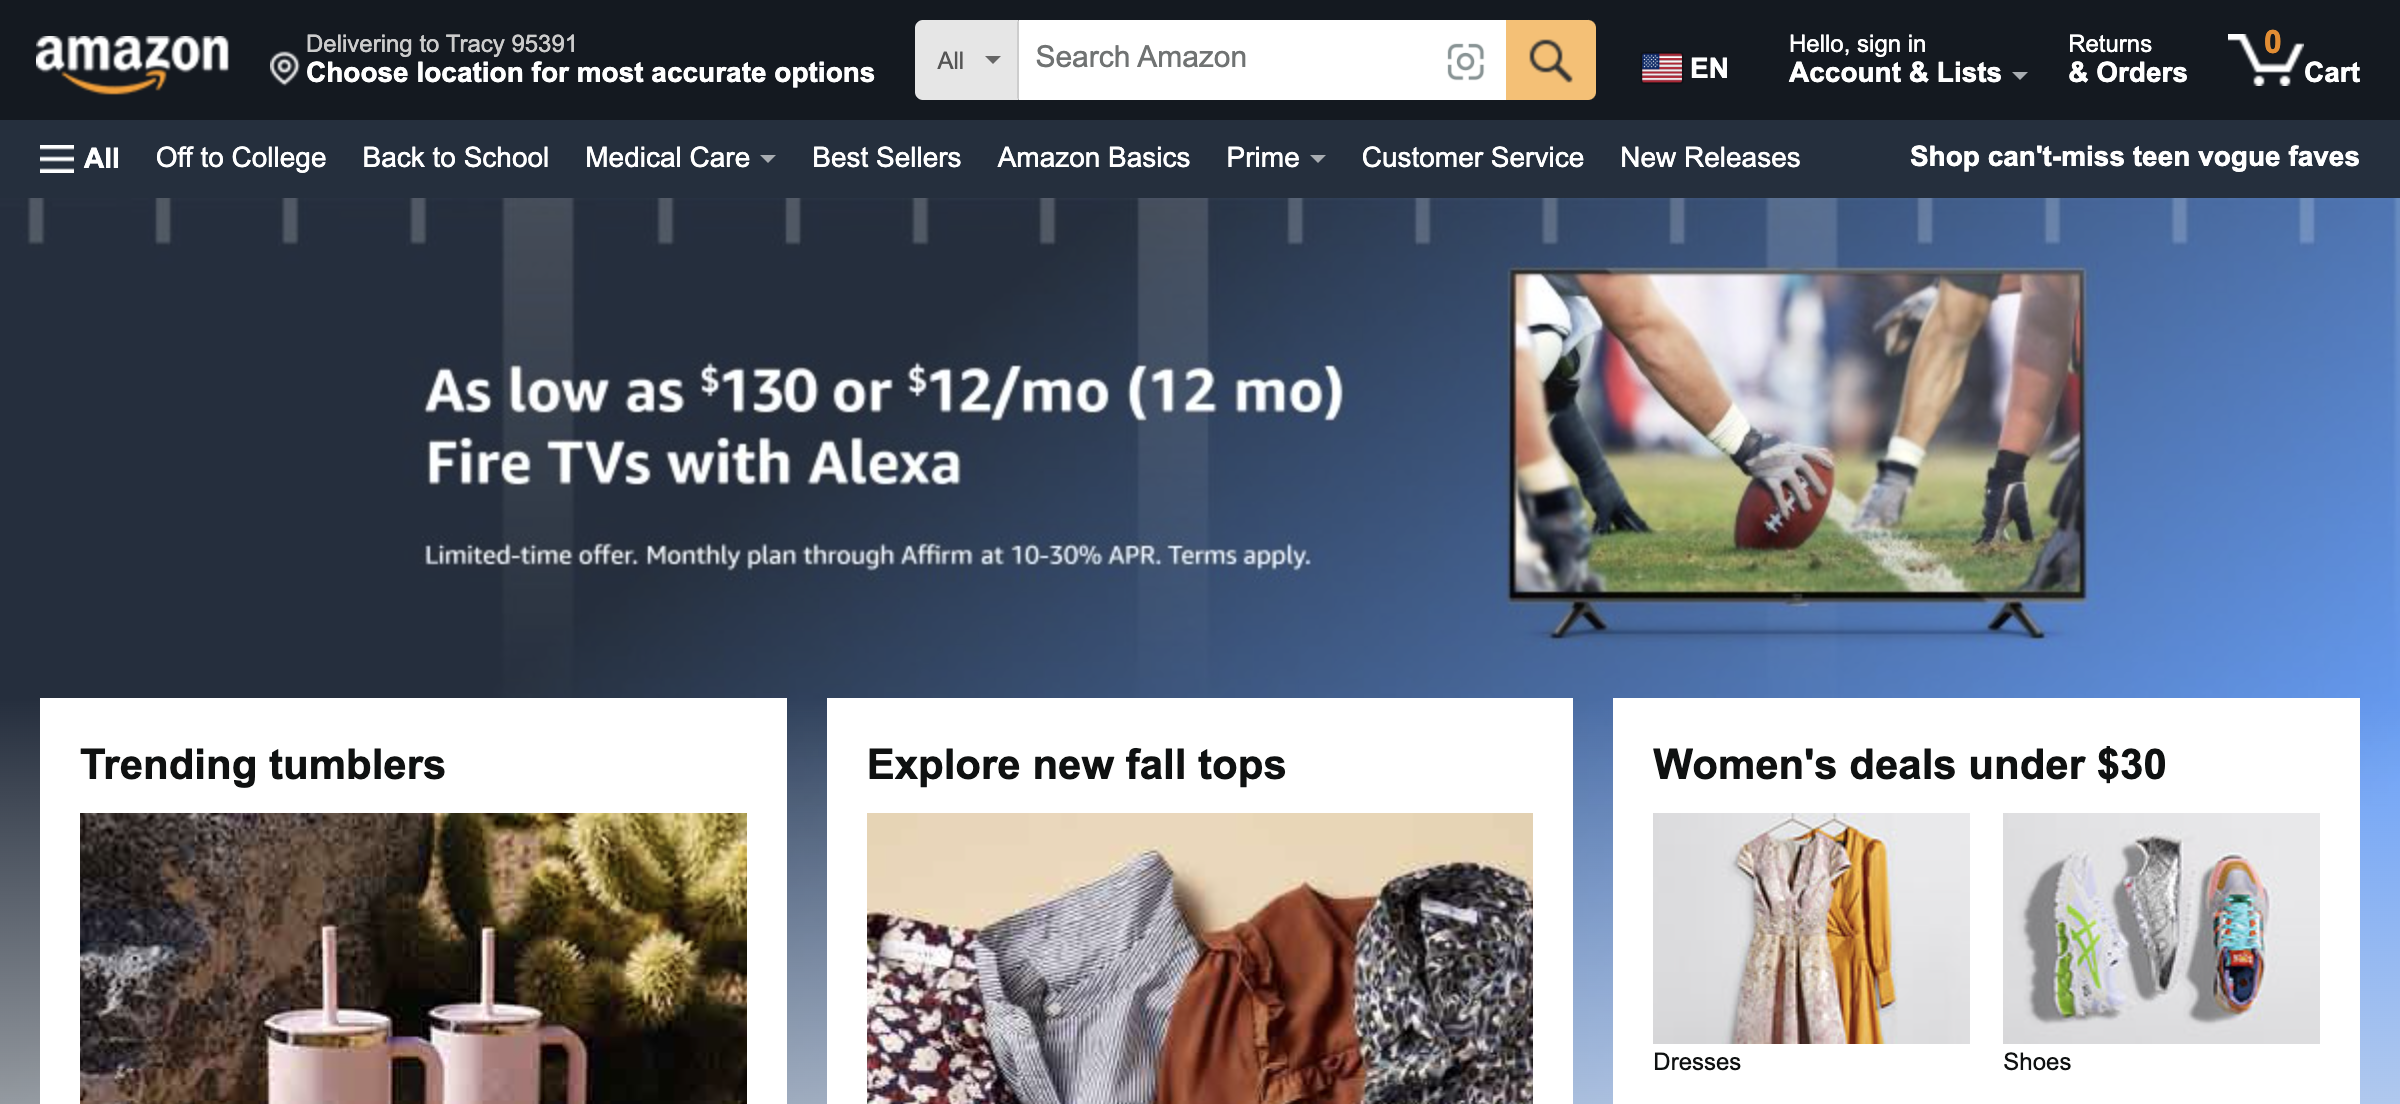 amazon
Delivering to Tracy 95391
Choose location for most accurate options
All
Search Amazon
EN
Hello, sign in
Account & Lists
Returns
& Orders
0
Cart
All
Off to College
Back to School
Medical Care
Best Sellers
Amazon Basics
Prime
Customer Service
New Releases
Shop can't-miss teen vogue faves
As low as $130 or $12/mo (12 mo)
Fire TVs with Alexa
Limited-time offer. Monthly plan through Affirm at 10-30% APR. Terms apply.
Trending tumblers
Explore new fall tops
Women's deals under $30
Dresses
Shoes